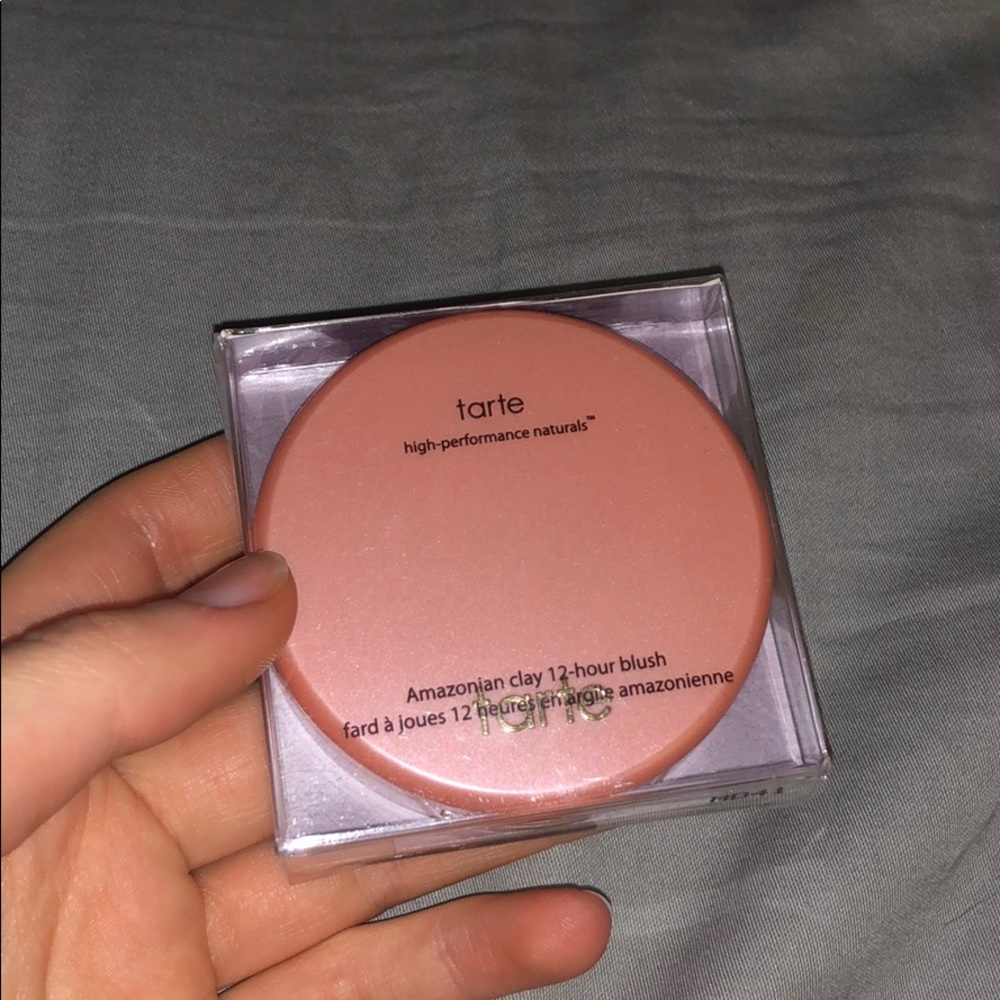 tarte
high-performance naturals™
Amazonian clay 12-hour blush
fard à joues 12 heures en argile amazonienne
tarte